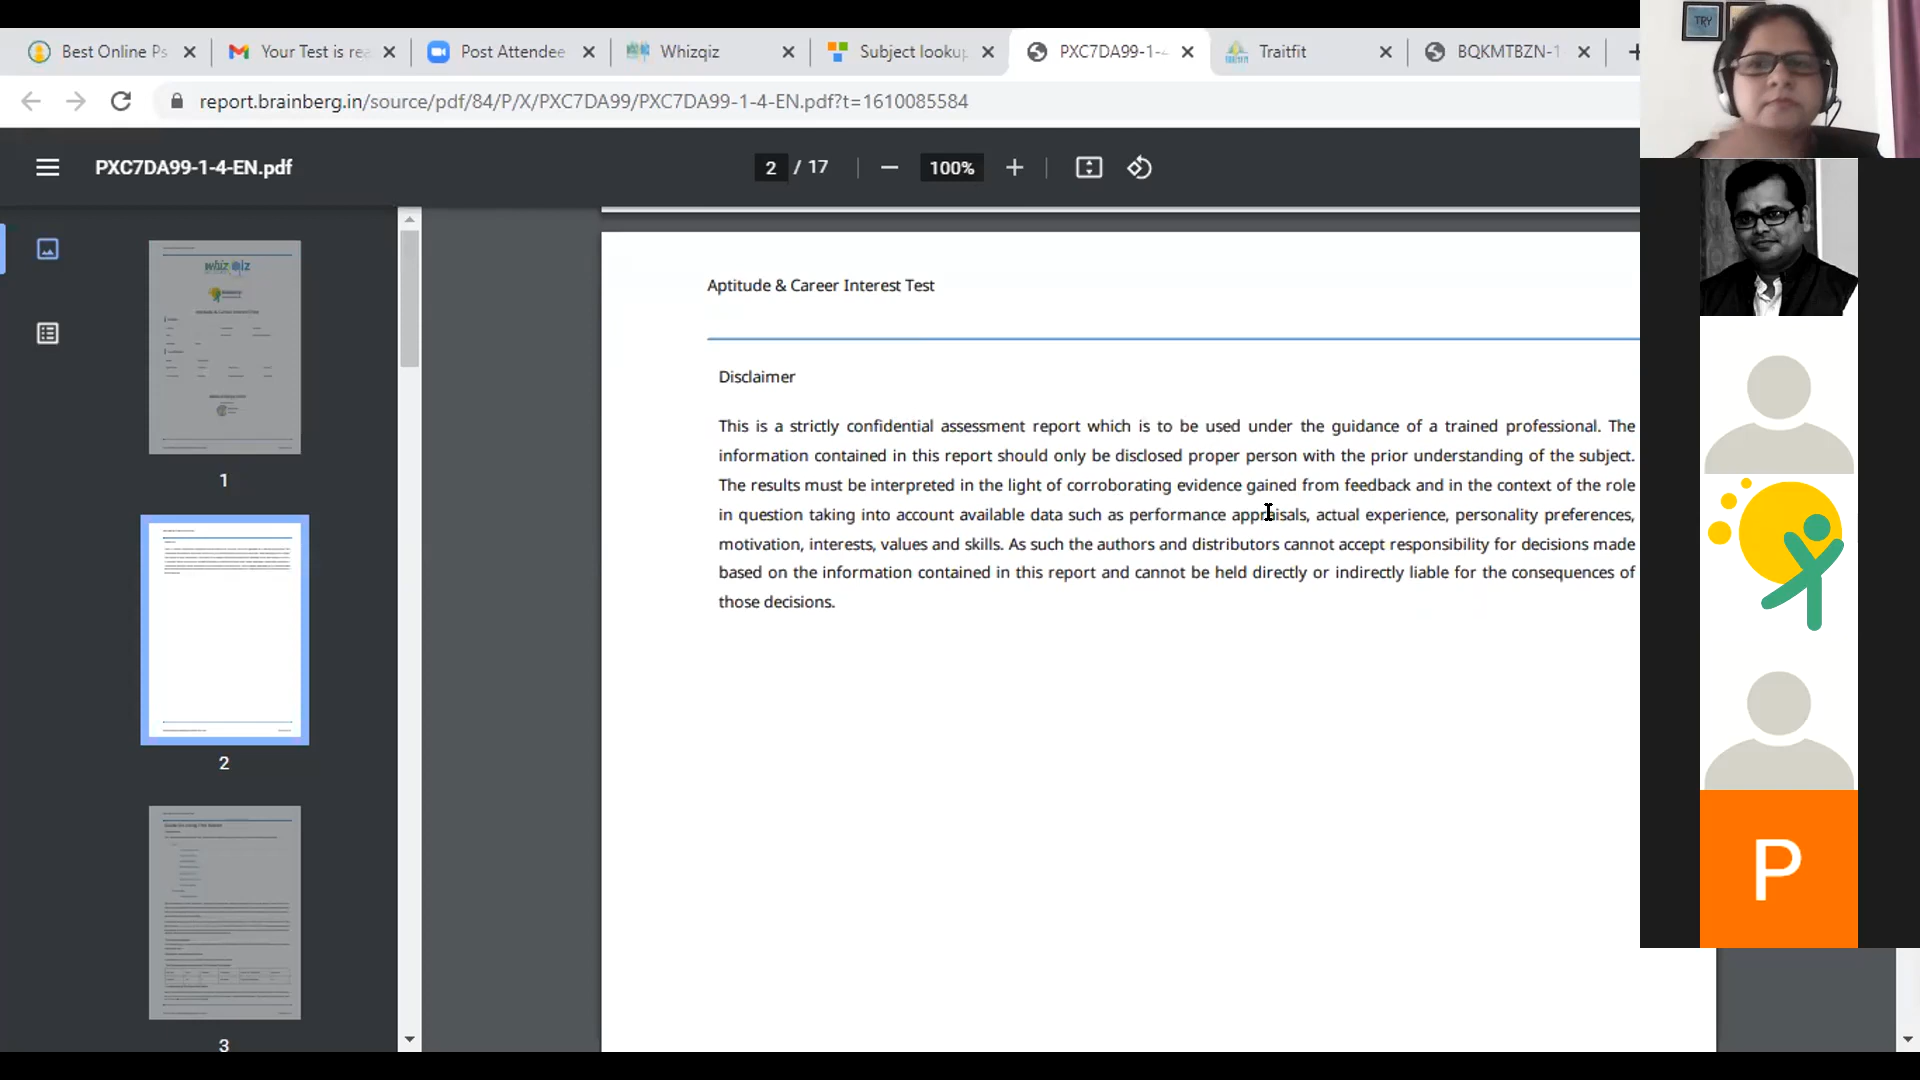 Best Online Ps
Your Test is rea
Post Attendee
Whizqiz
Subject looku
PXC7DA99-1-4
Traitfit
BQKMTBZN-1
report.brainberg.in/source/pdf/84/P/X/PXC7DA99/PXC7DA99-1-4-EN.pdf?t=1610085584
PXC7DA99-1-4-EN.pdf
2 / 17
100%
Aptitude & Career Interest Test
Disclaimer
This is a strictly confidential assessment report which is to be used under the guidance of a trained professional. The
information contained in this report should only be disclosed proper person with the prior understanding of the subject.
The results must be interpreted in the light of corroborating evidence gained from feedback and in the context of the role
in question taking into account available data such as performance appraisals, actual experience, personality preferences,
motivation, interests, values and skills. As such the authors and distributors cannot accept responsibility for decisions made
based on the information contained in this report and cannot be held directly or indirectly liable for the consequences of
those decisions.
1
2
3
TRY
P